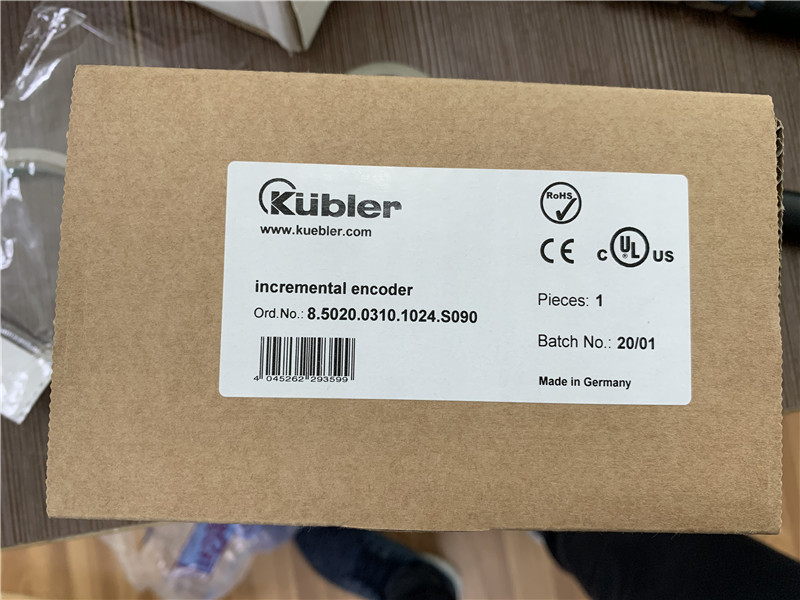 Kübler
www.kuebler.com
RoHS
CE
c UL ® US
incremental encoder
Ord.No.: 8.5020.0310.1024.S090
Pieces: 1
Batch No.: 20/01
4 045262 293599
Made in Germany